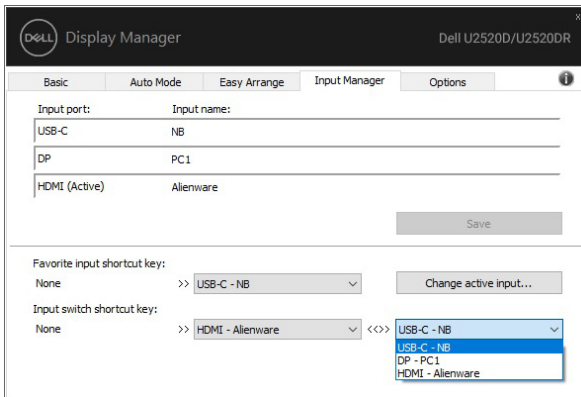 DELL Display Manager Dell U2520D/U2520DR
Basic Auto Mode Easy Arrange Input Manager Options
Input port: Input name:
USB-C NB
DP PC1
HDMI (Active) Alienware
Save
Favorite input shortcut key:
None >> USB-C - NB Change active input...
Input switch shortcut key:
None >> HDMI - Alienware <<>> USB-C - NB
USB-C - NB
DP - PC1
HDMI - Alienware